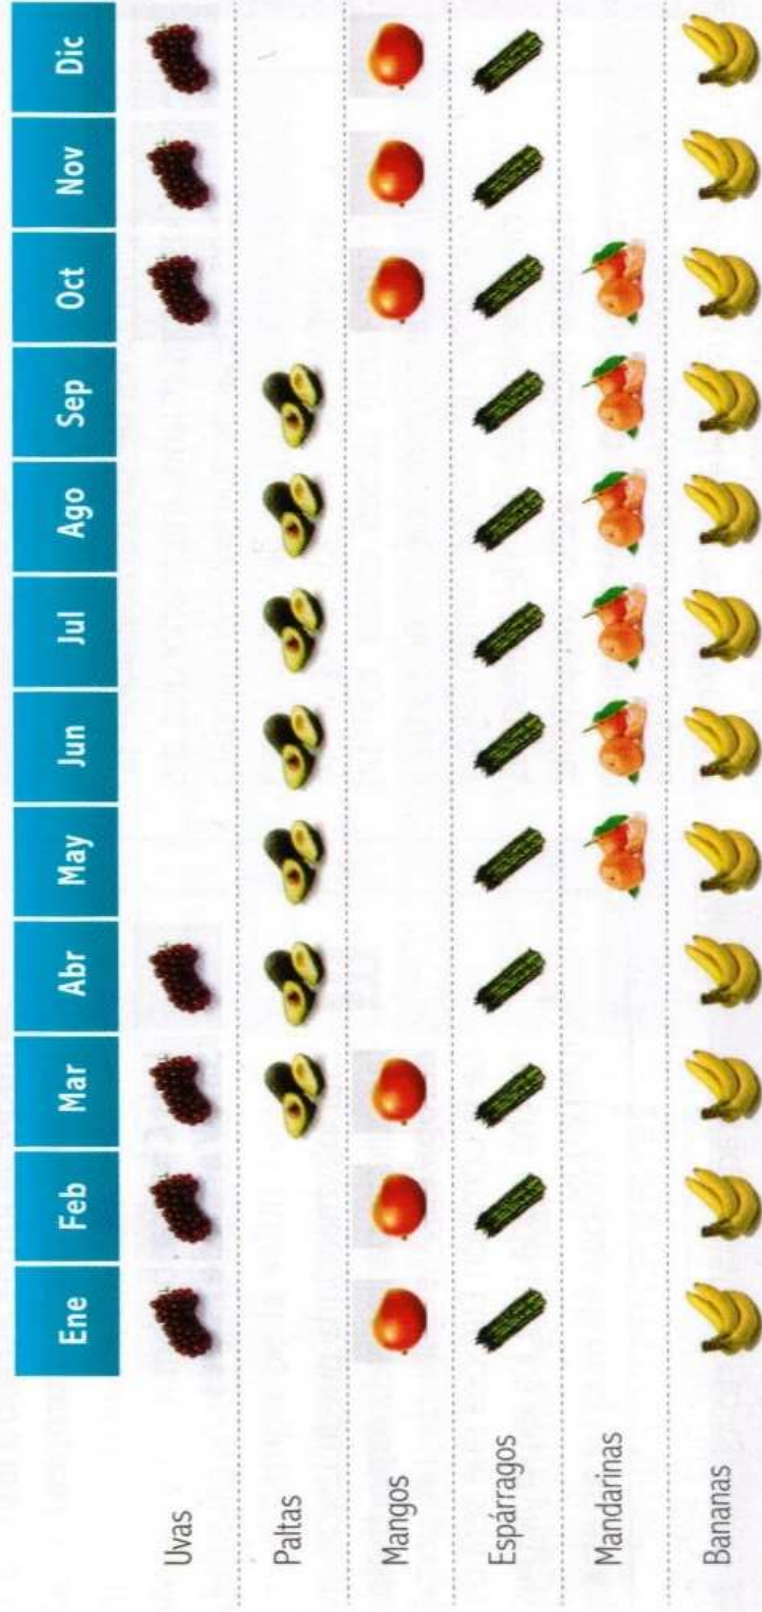 Ene Feb Mar Abr May Jun Jul Ago Sep Oct Nov Dic
Uvas
Paltas
Mangos
Espárragos
Mandarinas
Bananas